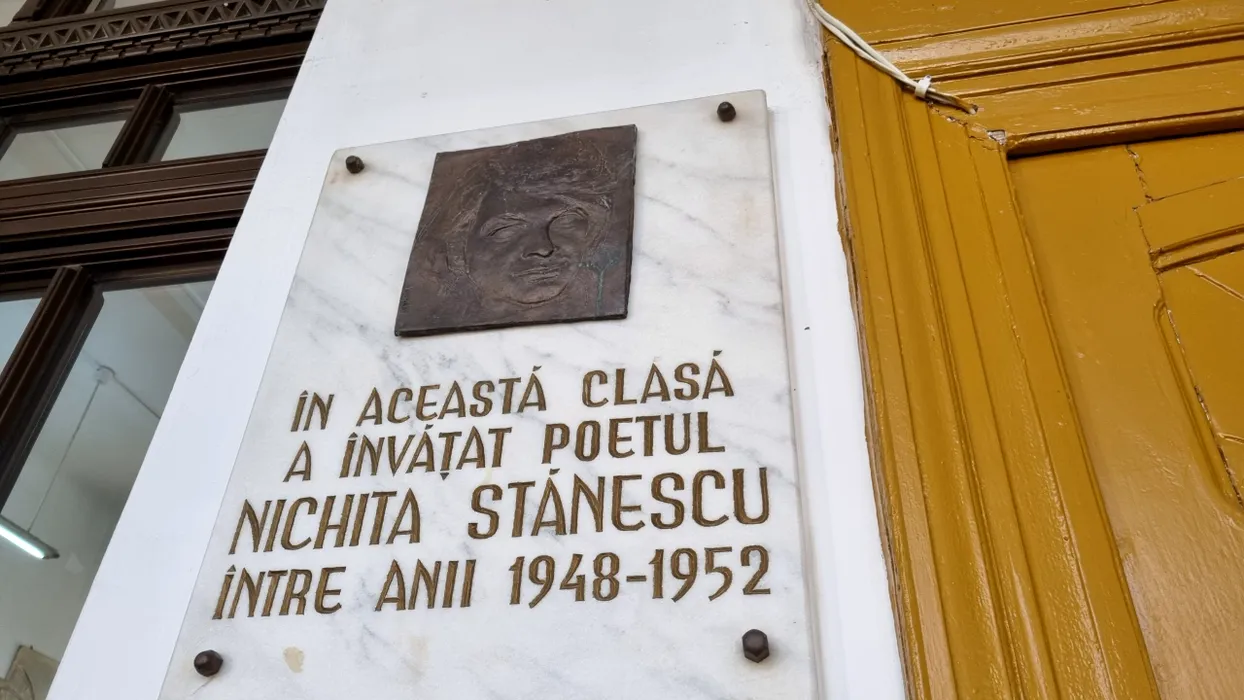 ÎN ACEASTĂ CLASĂ
A ÎNVĂȚAT POETUL
NICHITA STĂNESCU
ÎNTRE ANII 1948-1952